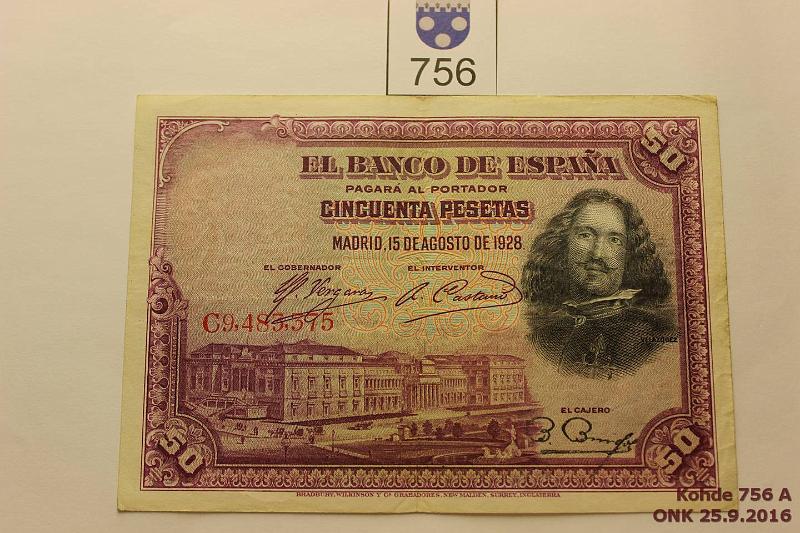 756
50
EL BANCO DE ESPAÑA
PAGARÁ AL PORTADOR
CINCUENTA PESETAS
MADRID, 15 DE AGOSTO DE 1928
EL GOBERNADOR EL INTERVENTOR
C9,483,375
VELAZQUEZ
EL CAJERO
50 50
BRADBURY, WILKINSON Y Cª GRABADORES, NEW MALDEN, SURREY, INGLATERRA
Kohde 756 A
ONK 25.9.2016